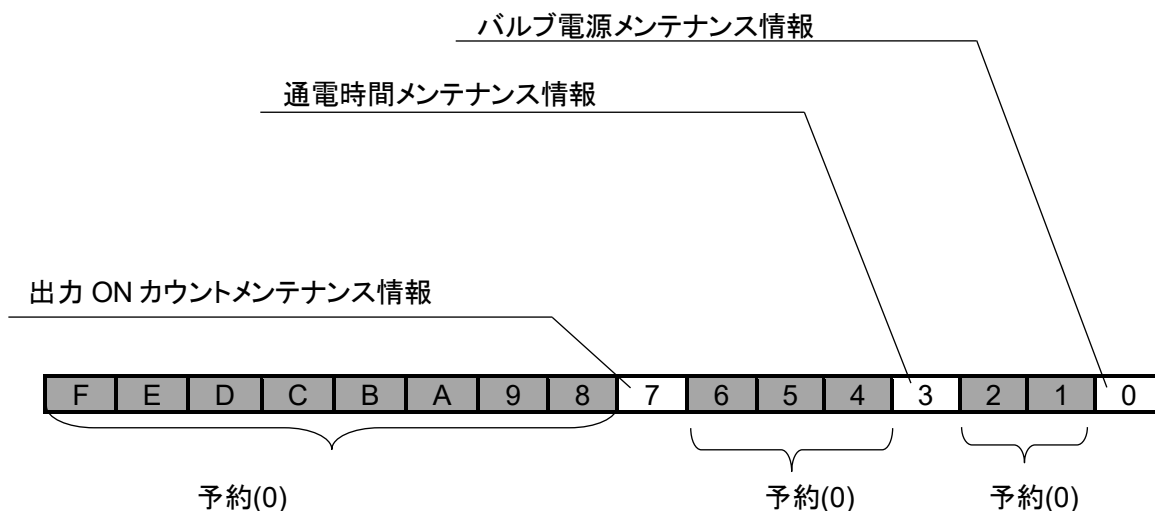 バルブ電源メンテナンス情報
通電時間メンテナンス情報
出力 ON カウントメンテナンス情報
F E D C B A 9 8 7 6 5 4 3 2 1 0
予約(0) 予約(0) 予約(0)